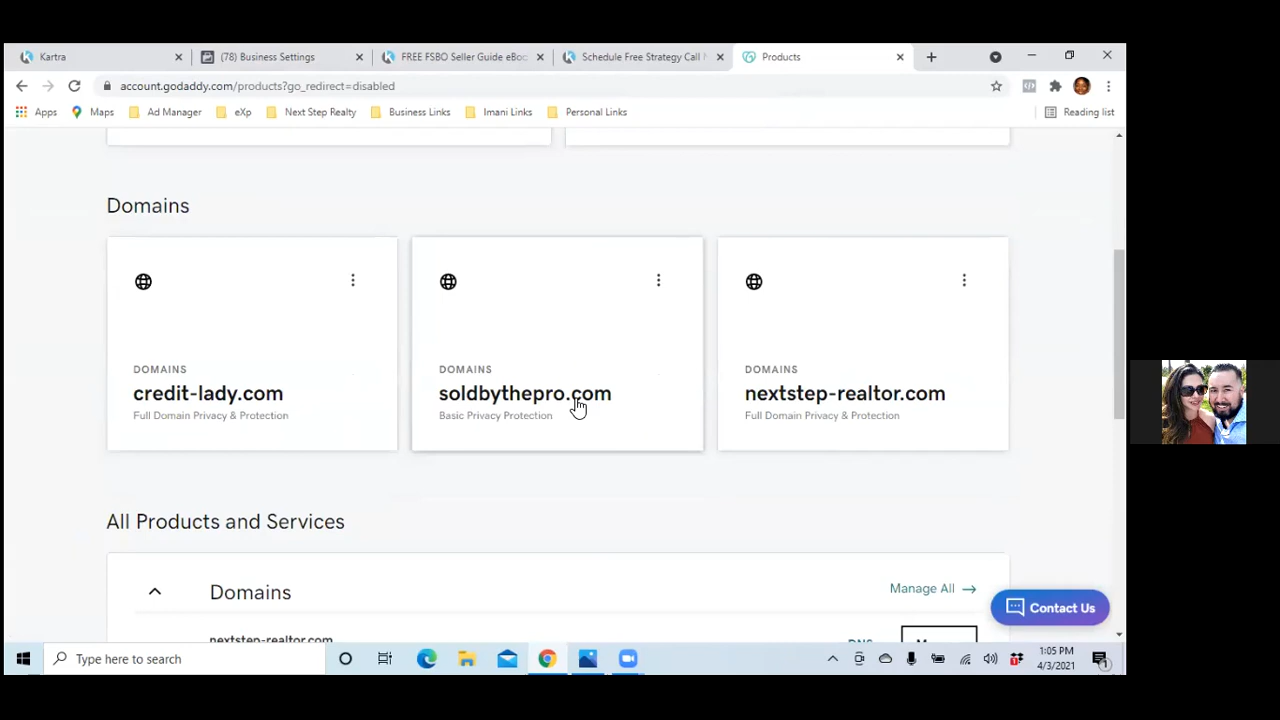 Kartra
(78) Business Settings
FREE FSBO Seller Guide eBoo
Schedule Free Strategy Call
Products
account.godaddy.com/products?go_redirect=disabled
Apps
Maps
Ad Manager
eXp
Next Step Realty
Business Links
Imani Links
Personal Links
Reading list
Domains
DOMAINS
credit-lady.com
Full Domain Privacy & Protection
DOMAINS
soldbythepro.com
Basic Privacy Protection
DOMAINS
nextstep-realtor.com
Full Domain Privacy & Protection
All Products and Services
Domains
Manage All
Contact Us
nextstep-realtor.com
DNS
Type here to search
1:05 PM
4/3/2021